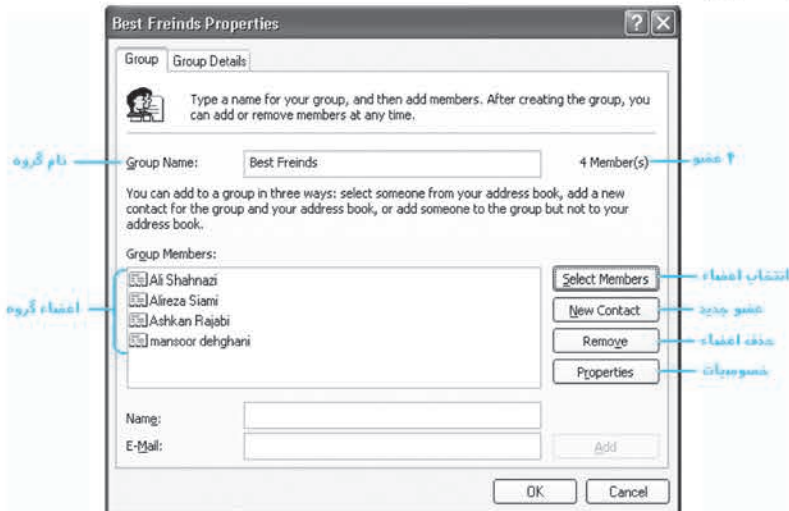 Best Freinds Properties
Group Group Details
Type a name for your group, and then add members. After creating the group, you
can add or remove members at any time.
نام گروه
Group Name: Best Freinds 4 Member(s)
۴ عضو
You can add to a group in three ways: select someone from your address book, add a new
contact for the group and your address book, or add someone to the group but not to your
address book.
Group Members:
اعضاء گروه
Ali Shahnazi
Alireza Siami
Ashkan Rajabi
mansoor dehghani
Select Members
انتخاب اعضاء
New Contact
عضو جدید
Remove
حذف اعضاء
Properties
خصوصیات
Name:
E-Mail:
Add
OK Cancel